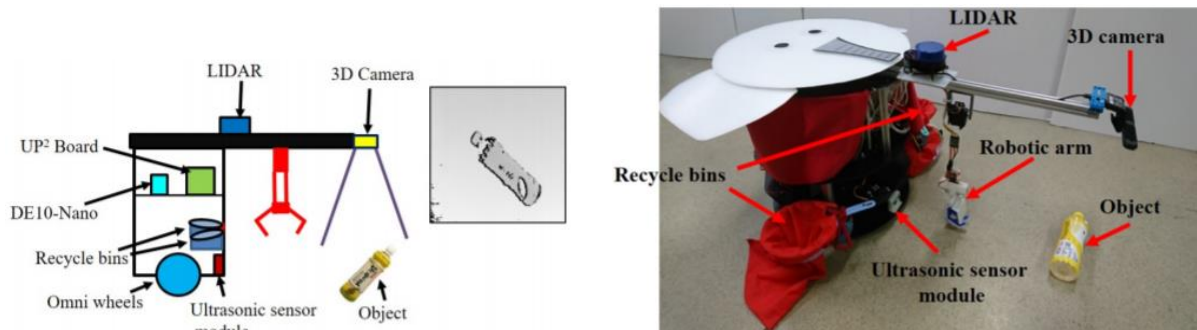 LIDAR
3D Camera
UP² Board
DE10-Nano
Recycle bins
Omni wheels
Ultrasonic sensor
module
Object
LIDAR
3D camera
Robotic arm
Recycle bins
Object
Ultrasonic sensor
module